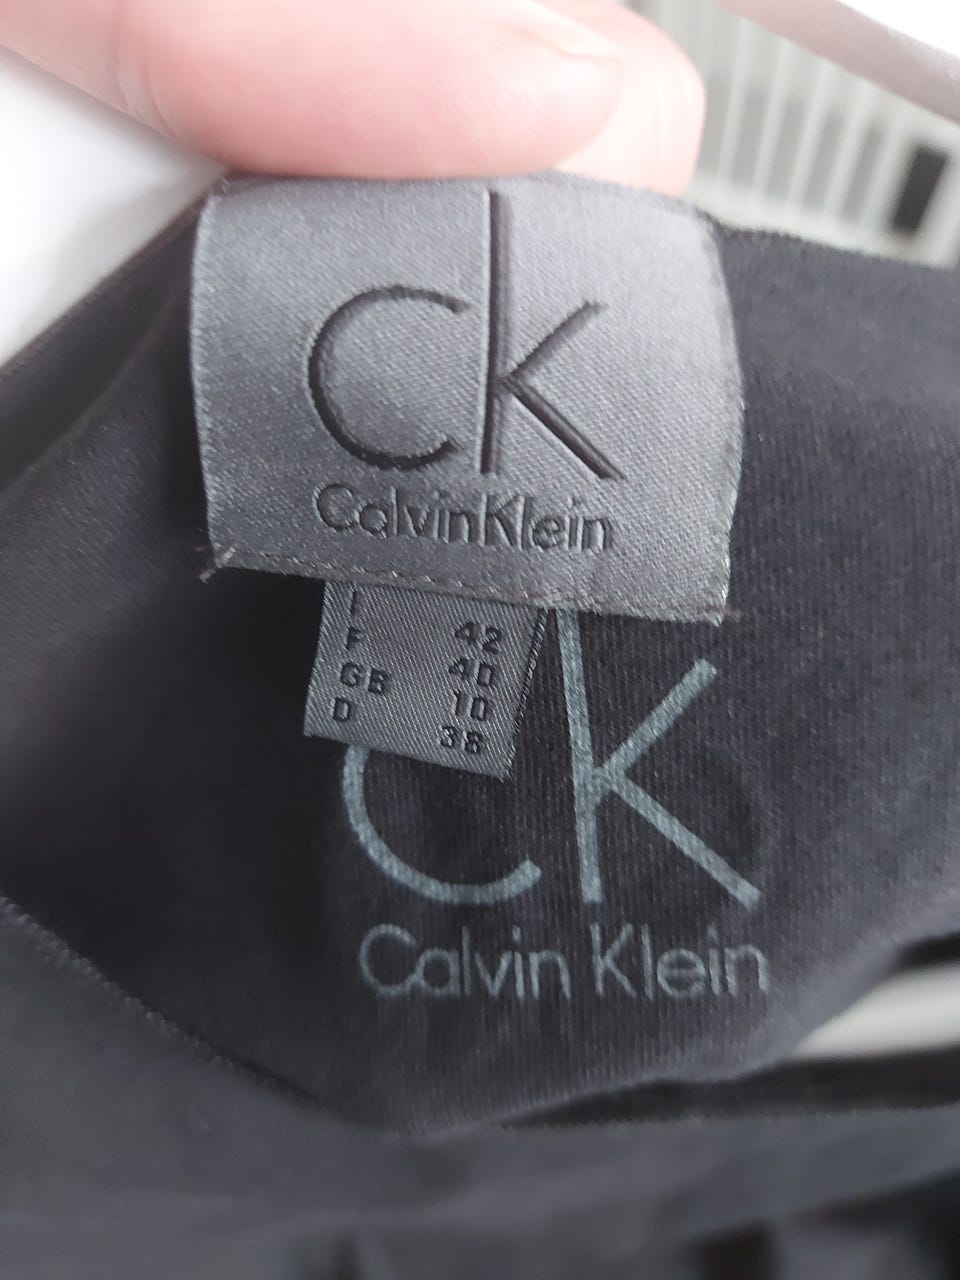 ck
CalvinKlein
I 42
F 40
GB 10
D 38
ck
Calvin Klein